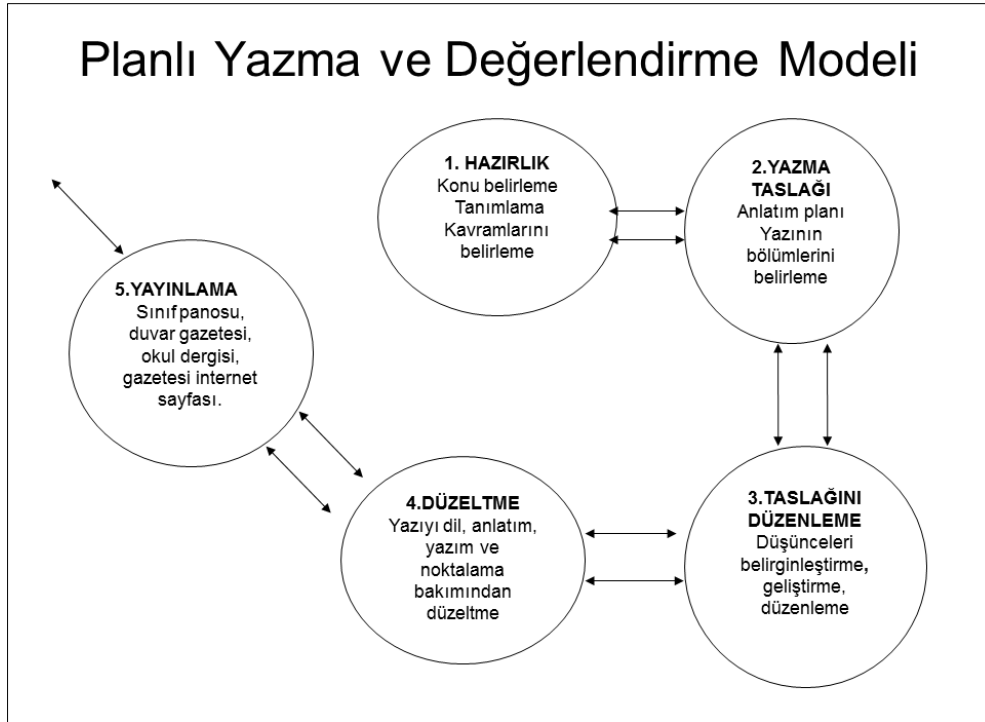 Planlı Yazma ve Değerlendirme Modeli
1. HAZIRLIK
Konu belirleme
Tanımlama
Kavramlarını
belirleme
2.YAZMA
TASLAĞI
Anlatım planı
Yazının
bölümlerini
belirleme
3.TASLAĞINI
DÜZENLEME
Düşünceleri
belirginleştirme,
geliştirme,
düzenleme
4.DÜZELTME
Yazıyı dil, anlatım,
yazım ve
noktalama
bakımından
düzeltme
5.YAYINLAMA
Sınıf panosu,
duvar gazetesi,
okul dergisi,
gazetesi internet
sayfası.